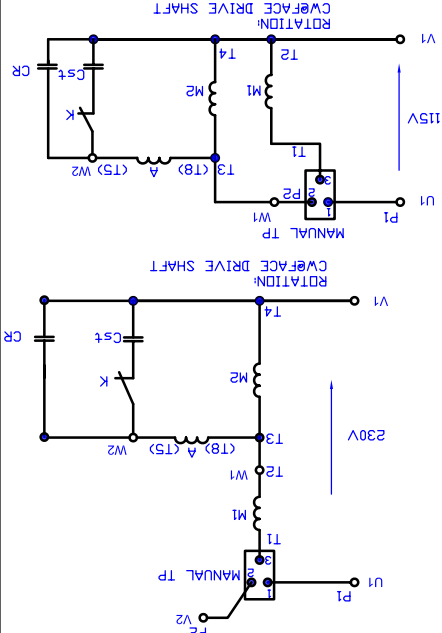 P2
V2
P1
U1
1
2
3
MANUAL TP
T1
M1
T2
W1
230V
T3
(T8) A (T5) W2
K
M2
Cst
CR
T4
V1
ROTATION:
CW@FACE DRIVE SHAFT
MANUAL TP
P1
U1
1
2
P2
W1
3
T1
T3
(T8) A (T5) W2
115V
K
M1
M2
Cst
CR
T2
T4
V1
ROTATION:
CW@FACE DRIVE SHAFT